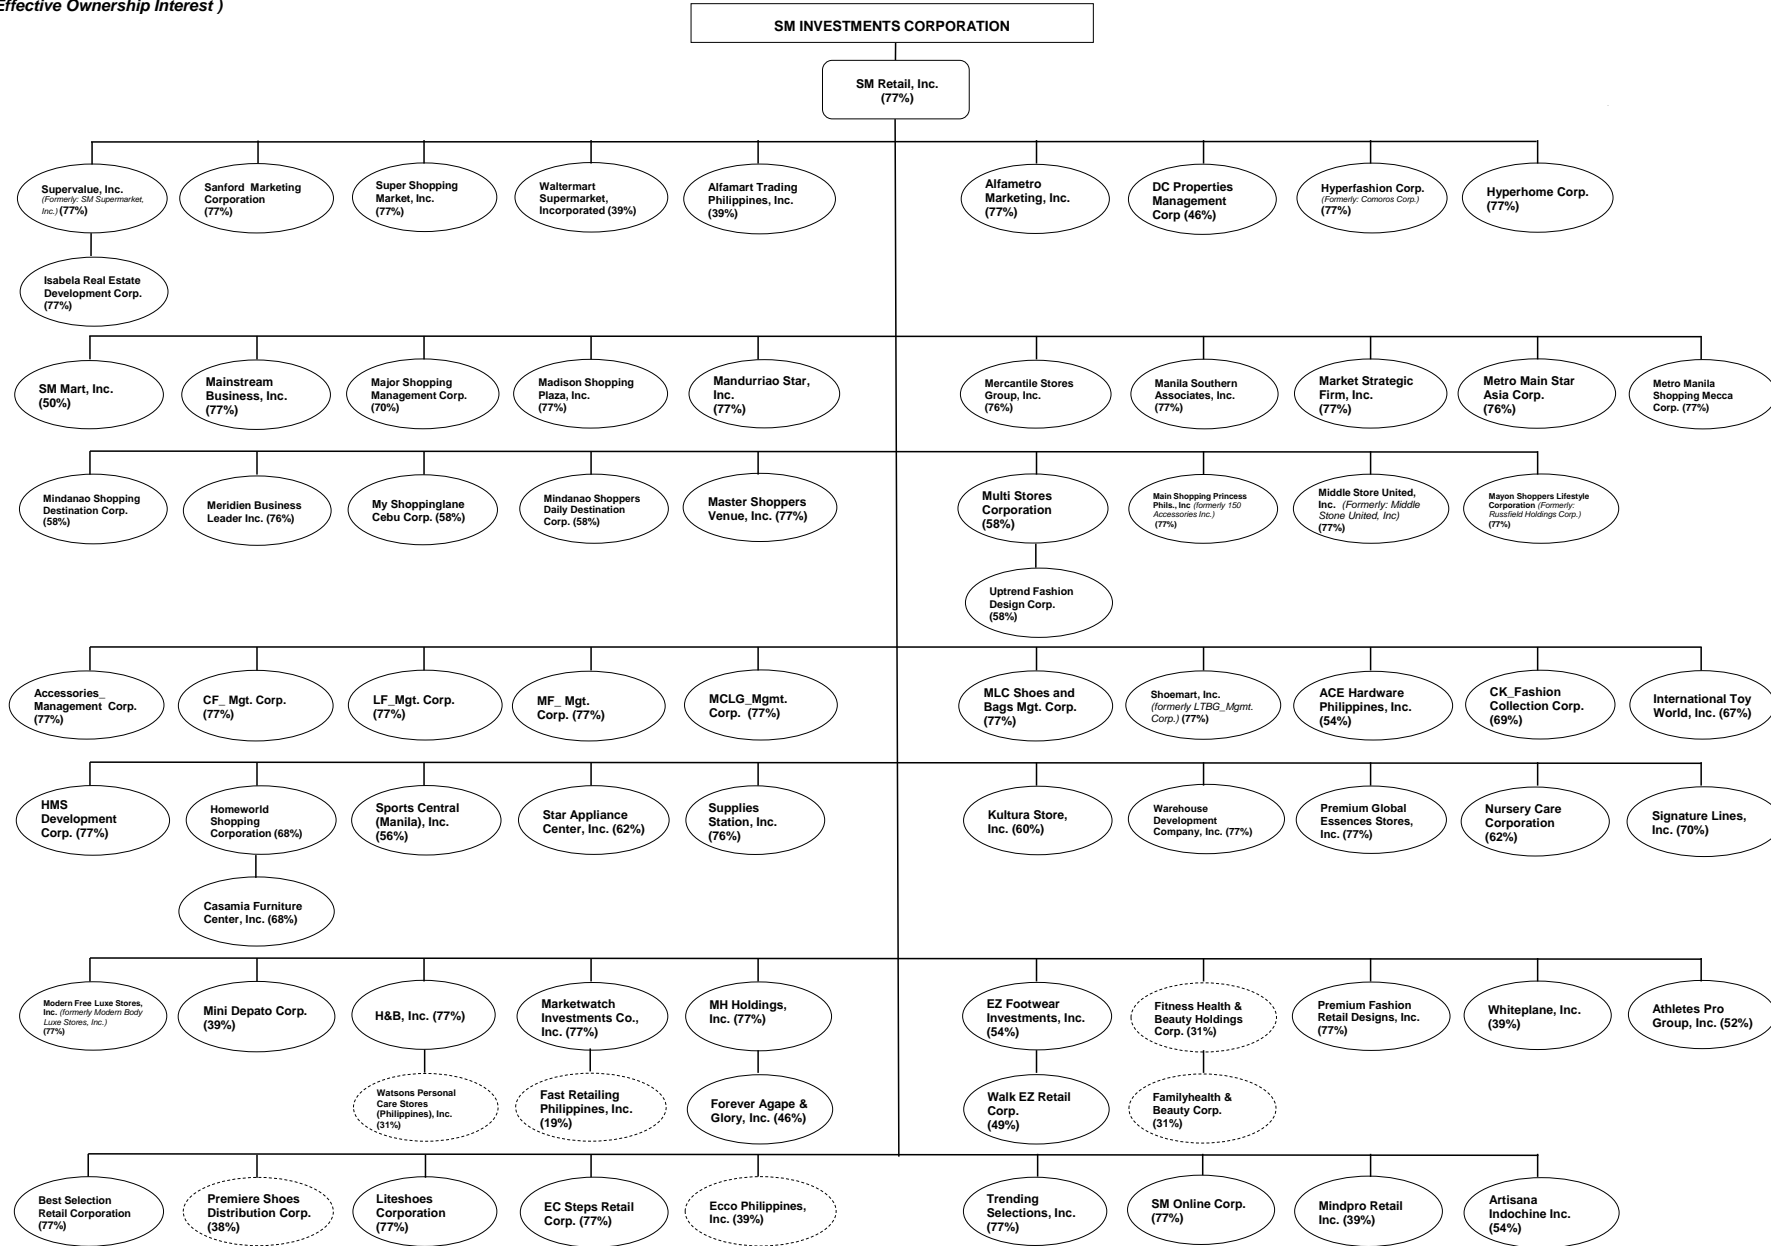 Effective Ownership Interest )
SM INVESTMENTS CORPORATION
SM Retail, Inc.
(77%)
Supervalue, Inc.
(Formerly: SM Supermarket,
Inc.) (77%)
Sanford Marketing
Corporation
(77%)
Super Shopping
Market, Inc.
(77%)
Waltermart
Supermarket,
Incorporated (39%)
Alfamart Trading
Philippines, Inc.
(39%)
Alfametro
Marketing, Inc.
(77%)
DC Properties
Management
Corp (46%)
Hyperfashion Corp.
(Formerly: Comoros Corp.)
(77%)
Hyperhome Corp.
(77%)
Isabela Real Estate
Development Corp.
(77%)
SM Mart, Inc.
(50%)
Mainstream
Business, Inc.
(77%)
Major Shopping
Management Corp.
(70%)
Madison Shopping
Plaza, Inc.
(77%)
Mandurriao Star,
Inc.
(77%)
Mercantile Stores
Group, Inc.
(76%)
Manila Southern
Associates, Inc.
(77%)
Market Strategic
Firm, Inc.
(77%)
Metro Main Star
Asia Corp.
(76%)
Metro Manila
Shopping Mecca
Corp. (77%)
Mindanao Shopping
Destination Corp.
(58%)
Meridien Business
Leader Inc. (76%)
My Shoppinglane
Cebu Corp. (58%)
Mindanao Shoppers
Daily Destination
Corp. (58%)
Master Shoppers
Venue, Inc. (77%)
Multi Stores
Corporation
(58%)
Main Shopping Princess
Phils., Inc (formerly 150
Accessories Inc.)
(77%)
Middle Store United,
Inc. (Formerly: Middle
Stone United, Inc)
(77%)
Mayon Shoppers Lifestyle
Corporation (Formerly:
Russfield Holdings Corp.)
(77%)
Uptrend Fashion
Design Corp.
(58%)
Accessories_
Management Corp.
(77%)
CF_ Mgt. Corp.
(77%)
LF_Mgt. Corp.
(77%)
MF_ Mgt.
Corp. (77%)
MCLG_Mgmt.
Corp. (77%)
MLC Shoes and
Bags Mgt. Corp.
(77%)
Shoemart, Inc.
(formerly LTBG_Mgmt.
Corp.) (77%)
ACE Hardware
Philippines, Inc.
(54%)
CK_Fashion
Collection Corp.
(69%)
International Toy
World, Inc. (67%)
HMS
Development
Corp. (77%)
Homeworld
Shopping
Corporation (68%)
Sports Central
(Manila), Inc.
(56%)
Star Appliance
Center, Inc. (62%)
Supplies
Station, Inc.
(76%)
Kultura Store,
Inc. (60%)
Warehouse
Development
Company, Inc. (77%)
Premium Global
Essences Stores,
Inc. (77%)
Nursery Care
Corporation
(62%)
Signature Lines,
Inc. (70%)
Casamia Furniture
Center, Inc. (68%)
Modern Free Luxe Stores,
Inc. (formerly Modern Body
Luxe Stores, Inc.)
(77%)
Mini Depato Corp.
(39%)
H&B, Inc. (77%)
Marketwatch
Investments Co.,
Inc. (77%)
MH Holdings,
Inc. (77%)
EZ Footwear
Investments, Inc.
(54%)
Fitness Health &
Beauty Holdings
Corp. (31%)
Premium Fashion
Retail Designs, Inc.
(77%)
Whiteplane, Inc.
(39%)
Athletes Pro
Group, Inc. (52%)
Watsons Personal
Care Stores
(Philippines), Inc.
(31%)
Fast Retailing
Philippines, Inc.
(19%)
Forever Agape &
Glory, Inc. (46%)
Walk EZ Retail
Corp.
(49%)
Familyhealth &
Beauty Corp.
(31%)
Best Selection
Retail Corporation
(77%)
Premiere Shoes
Distribution Corp.
(38%)
Liteshoes
Corporation
(77%)
EC Steps Retail
Corp. (77%)
Ecco Philippines,
Inc. (39%)
Trending
Selections, Inc.
(77%)
SM Online Corp.
(77%)
Mindpro Retail
Inc. (39%)
Artisana
Indochine Inc.
(54%)